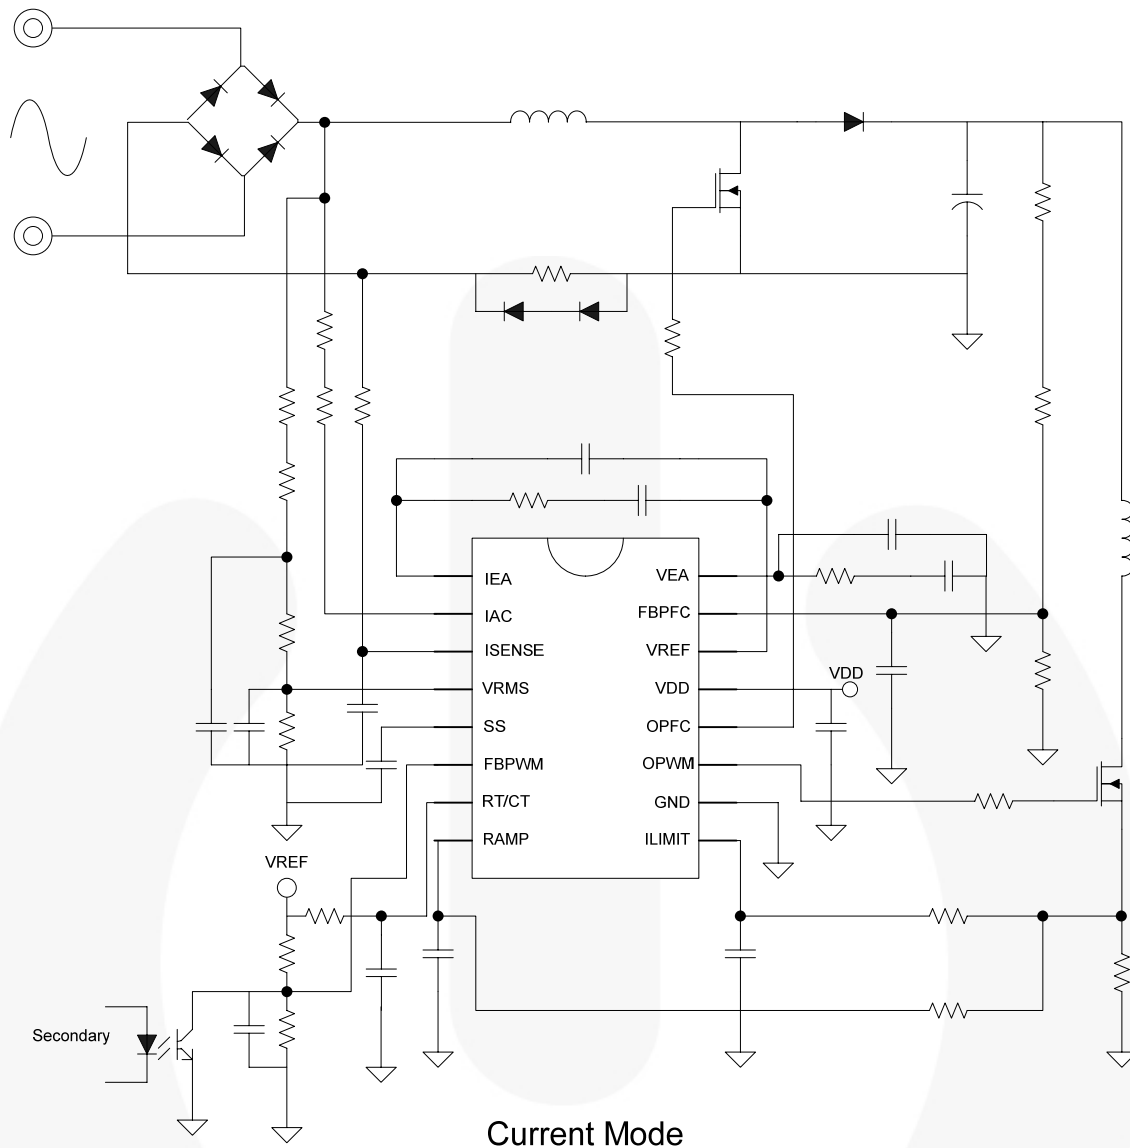 IEA
IAC
ISENSE
VRMS
SS
FBPWM
RT/CT
RAMP
VEA
FBPFC
VREF
VDD
OPFC
OPWM
GND
ILIMIT
VDD
VREF
Secondary
Current Mode